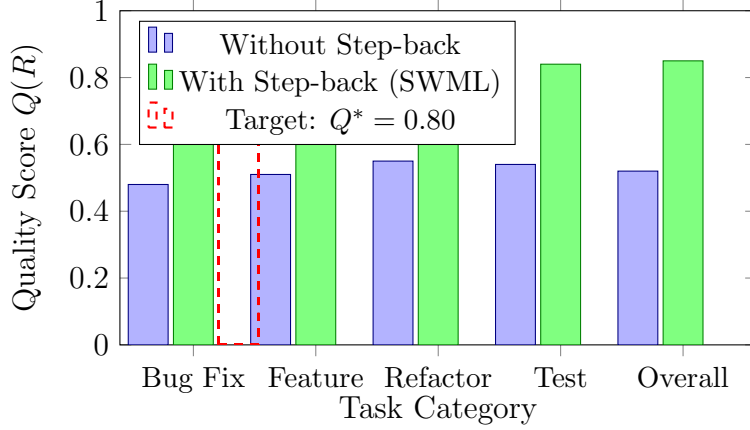 Without Step-back
With Step-back (SWML)
Target: Q* = 0.80
Quality Score Q(R)
1
0.8
0.6
0.4
0.2
0
Bug Fix Feature Refactor Test Overall
Task Category